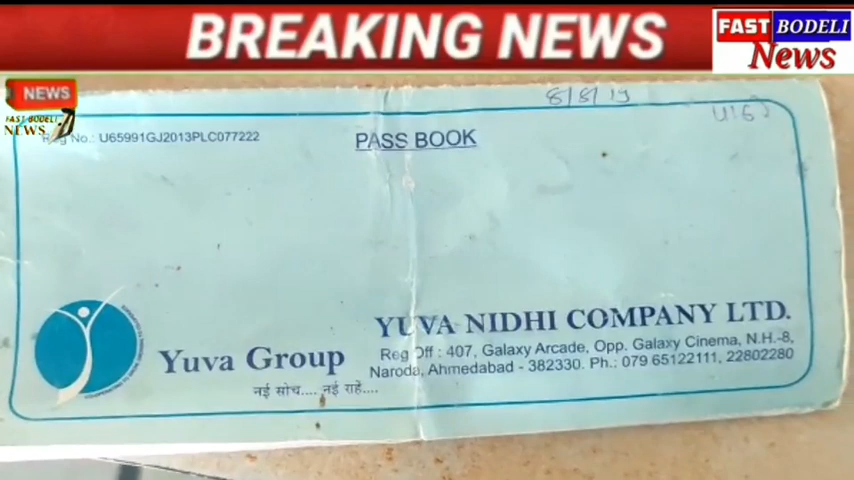 BREAKING NEWS
FAST BODELI
News
NEWS
FAST BODELI
NEWS
Reg No.: U65991GJ2013PLC077222
PASS BOOK
8/8/19
Yuva Group
नई सोच.... नई राहें....
YUVA NIDHI COMPANY LTD.
Reg Off : 407, Galaxy Arcade, Opp. Galaxy Cinema, N.H.-8,
Naroda, Ahmedabad - 382330. Ph.: 079 65122111, 22802280